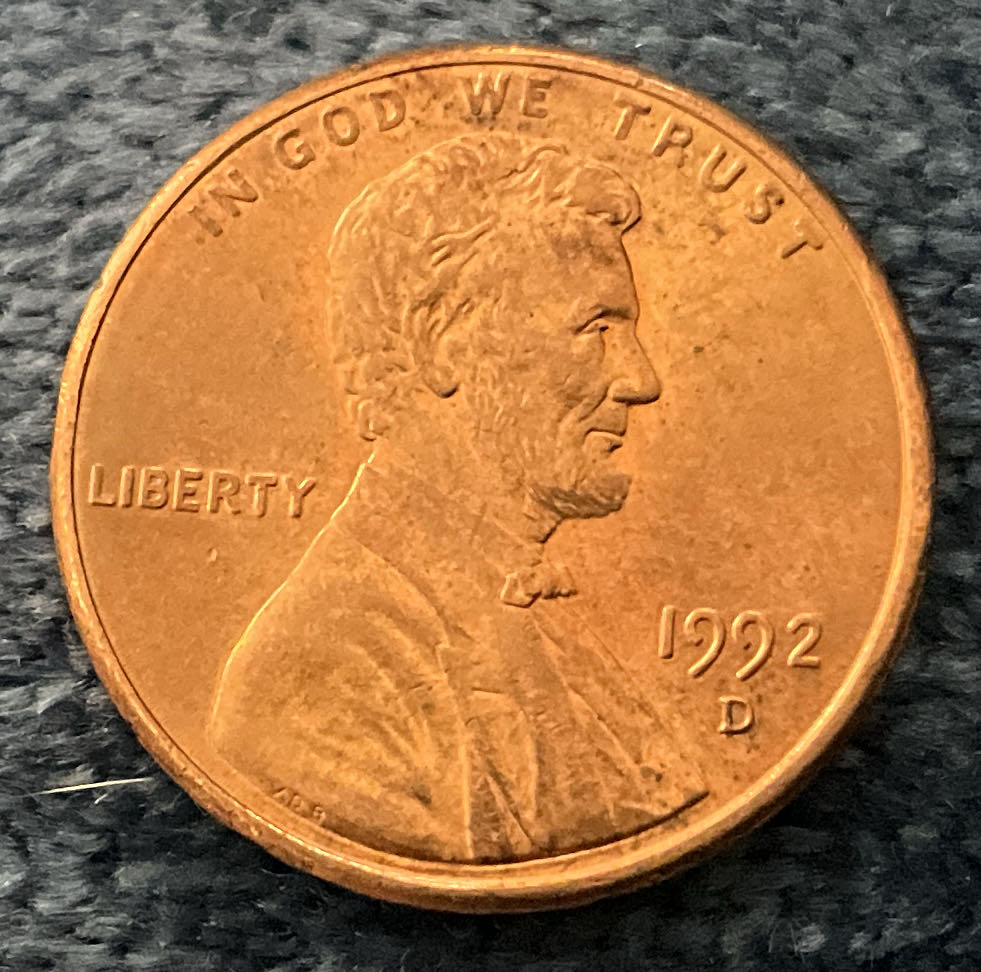 IN GOD WE TRUST
LIBERTY
1992
D